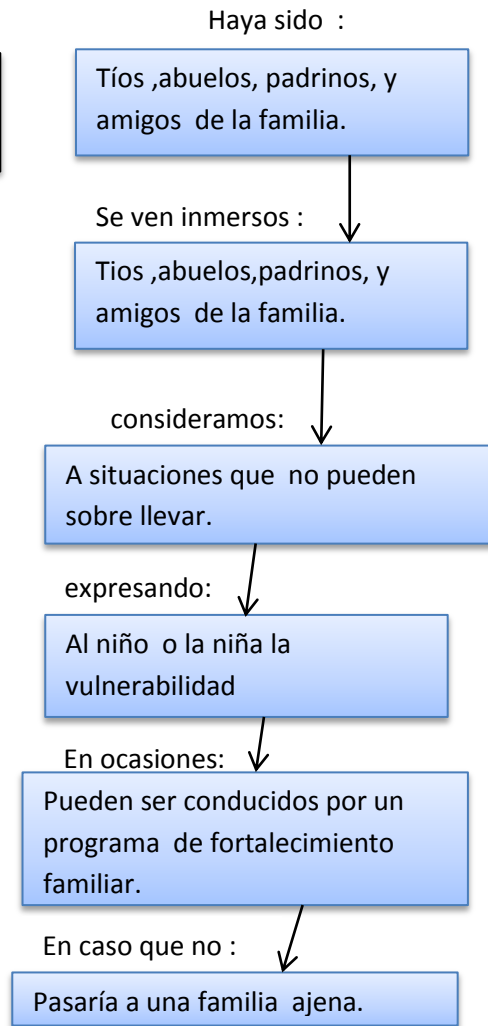 Haya sido :
Tíos ,abuelos, padrinos, y
amigos de la familia.
Se ven inmersos :
Tios ,abuelos,padrinos, y
amigos de la familia.
consideramos:
A situaciones que no pueden
sobre llevar.
expresando:
Al niño o la niña la
vulnerabilidad
En ocasiones:
Pueden ser conducidos por un
programa de fortalecimiento
familiar.
En caso que no :
Pasaría a una familia ajena.